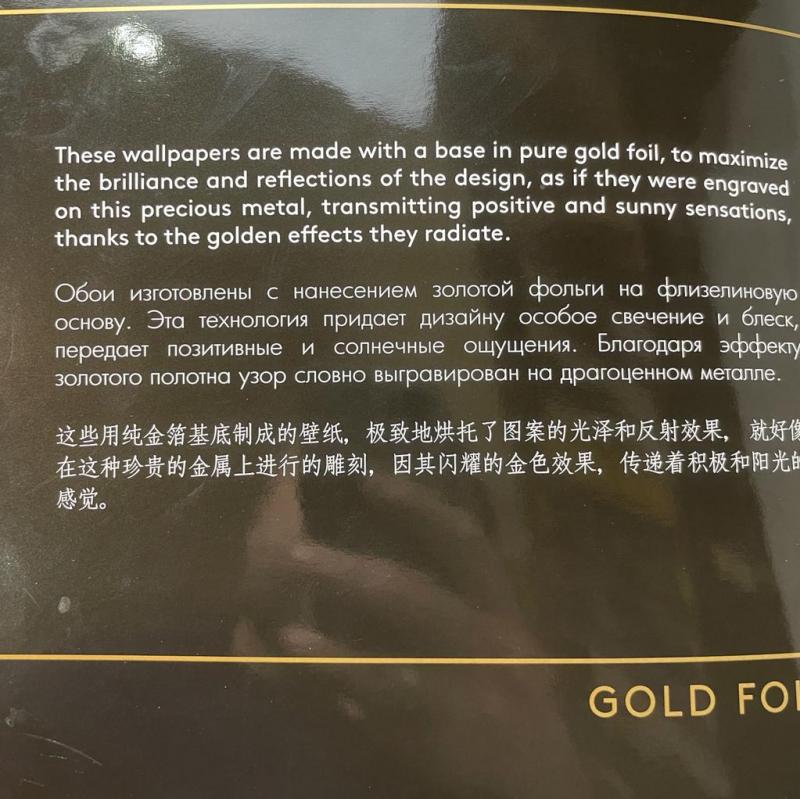 These wallpapers are made with a base in pure gold foil, to maximize
the brilliance and reflections of the design, as if they were engraved
on this precious metal, transmitting positive and sunny sensations,
thanks to the golden effects they radiate.
Обои изготовлены с нанесением золотой фольги на флизелиновую
основу. Эта технология придает дизайну особое свечение и блеск,
передает позитивные и солнечные ощущения. Благодаря эффекту
золотого полотна узор словно выгравирован на драгоценном металле.
这些用纯金箔基底制成的壁纸，极致地烘托了图案的光泽和反射效果，就好像
在这种珍贵的金属上进行的雕刻，因其闪耀的金色效果，传递着积极和阳光的
感觉。
GOLD